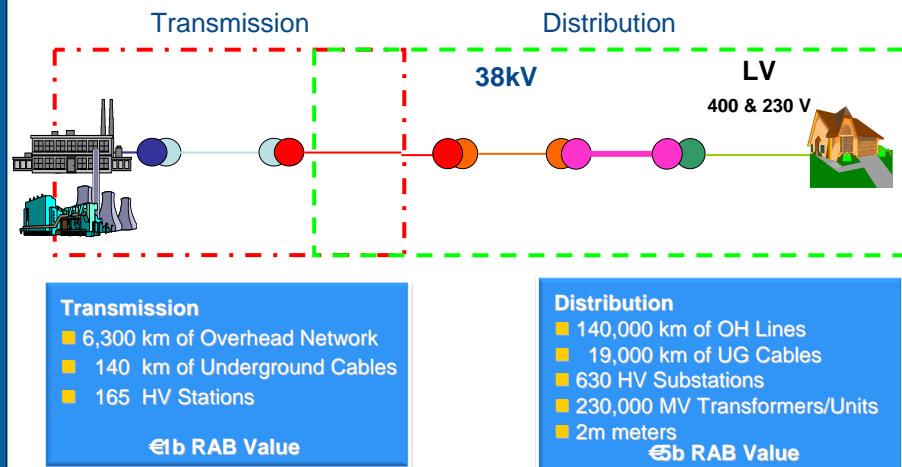 Transmission
Distribution
38kV
LV
400 & 230 V
Transmission
6,300 km of Overhead Network
140 km of Underground Cables
165 HV Stations
€1b RAB Value
Distribution
140,000 km of OH Lines
19,000 km of UG Cables
630 HV Substations
230,000 MV Transformers/Units
2m meters
€5b RAB Value